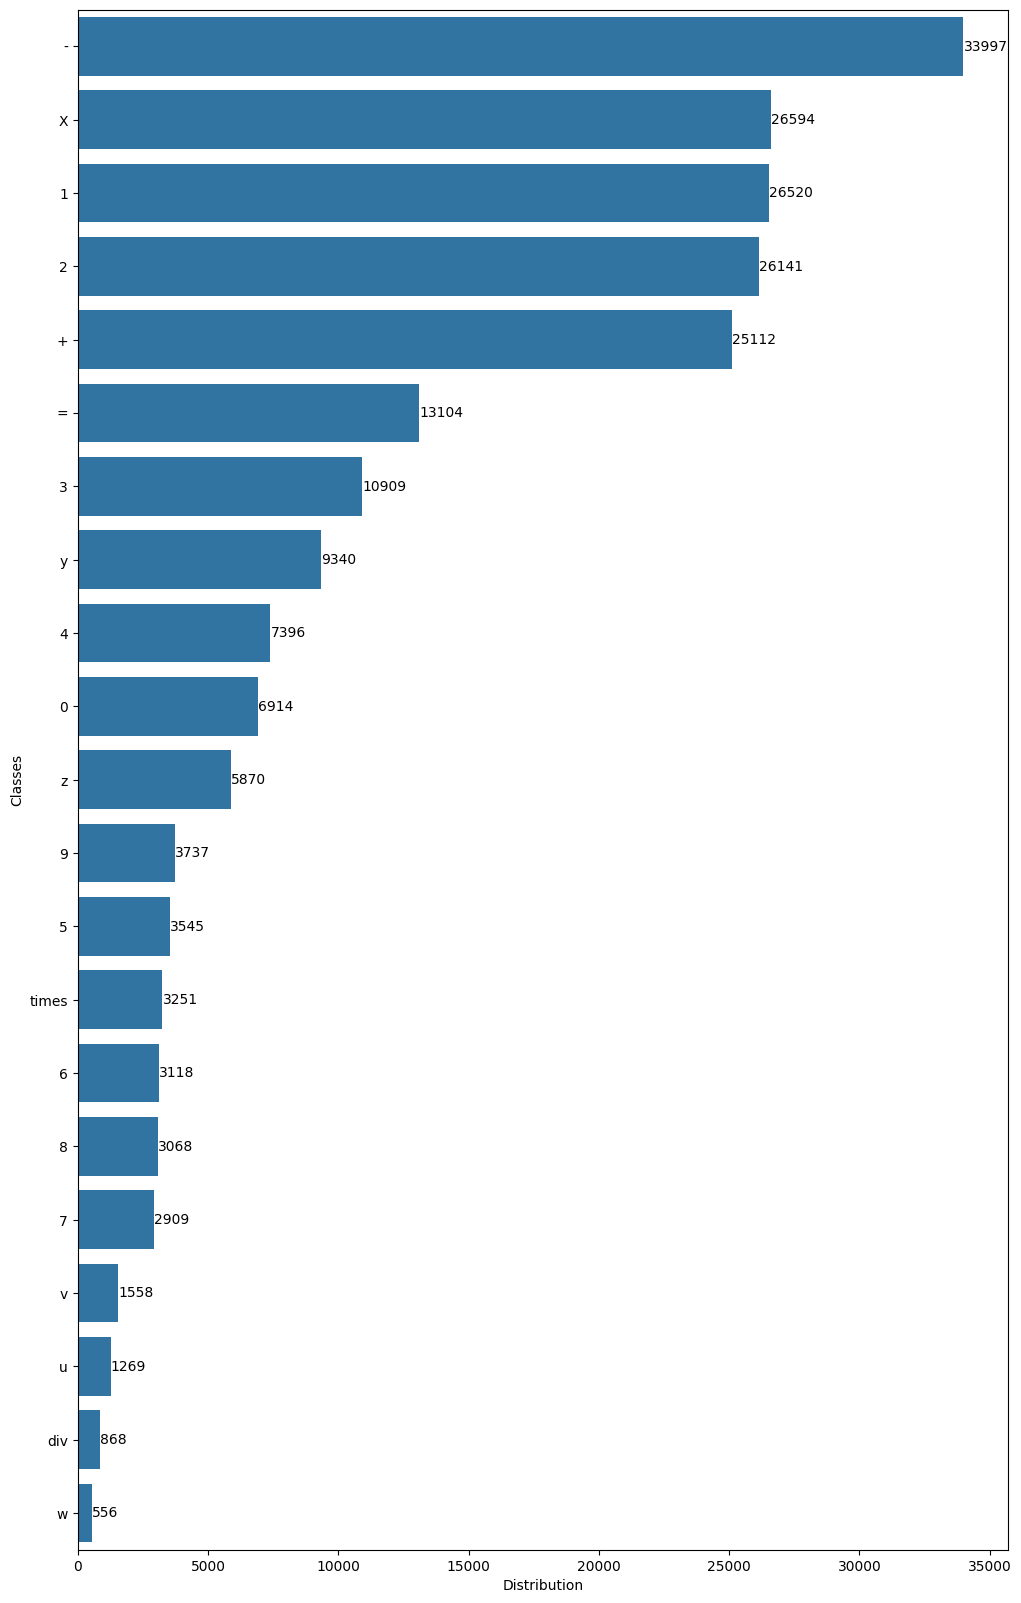 - 33997
X 26594
1 26520
2 26141
+ 25112
= 13104
3 10909
y 9340
4 7396
0 6914
z 5870
9 3737
5 3545
times 3251
6 3118
8 3068
7 2909
v 1558
u 1269
div 868
w 556
Classes
0 5000 10000 15000 20000 25000 30000 35000
Distribution